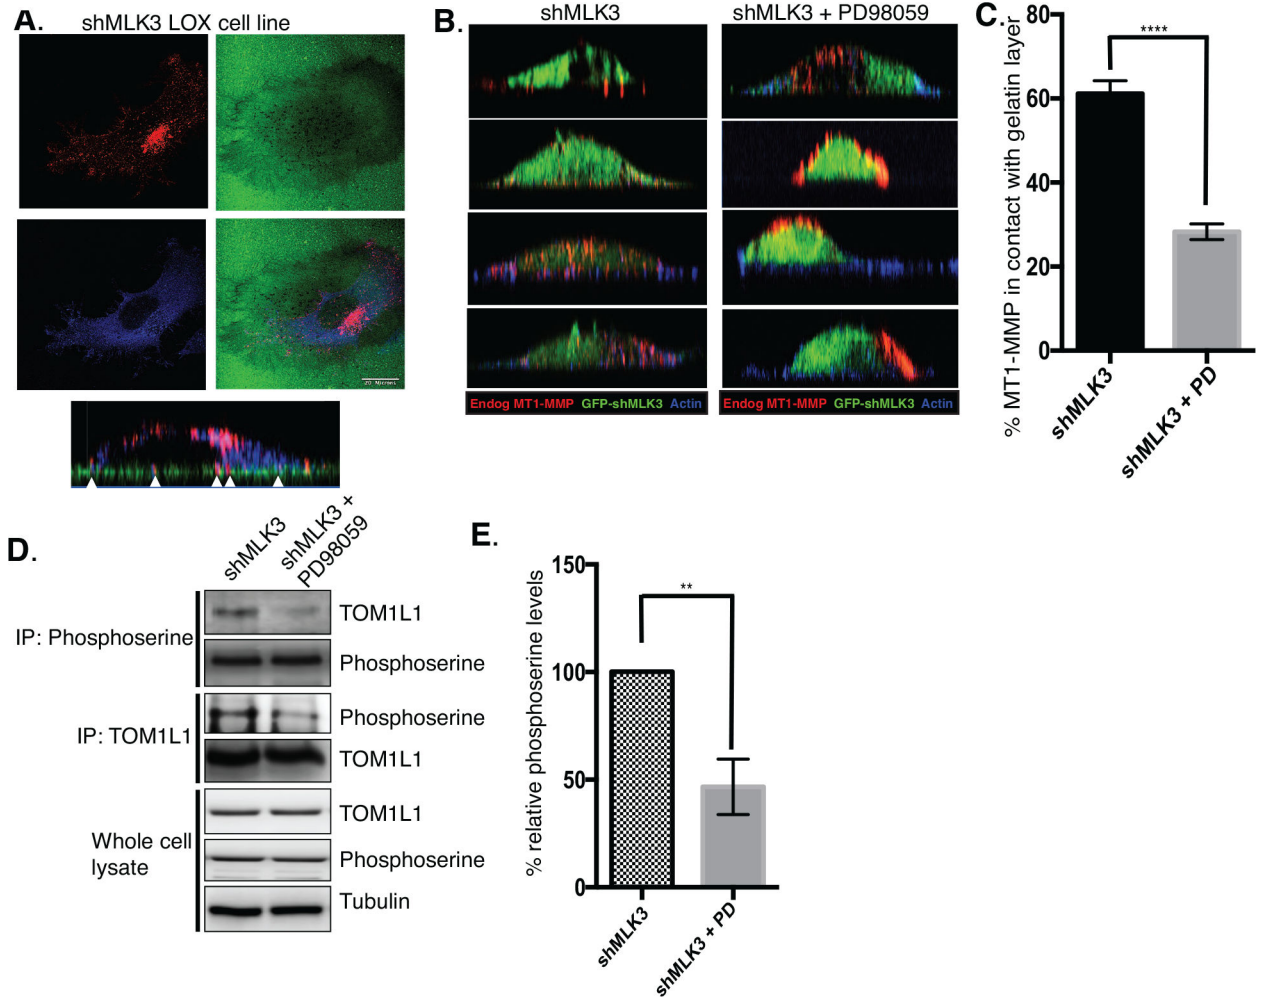 A.
shMLK3 LOX cell line
20 Microns
B.
shMLK3
shMLK3 + PD98059
Endog MT1-MMP GFP-shMLK3 Actin
Endog MT1-MMP GFP-shMLK3 Actin
C.
% MT1-MMP in contact with gelatin layer
80
60
40
20
0
****
shMLK3
shMLK3 + PD
D.
shMLK3
shMLK3 +
PD98059
IP: Phosphoserine
TOM1L1
Phosphoserine
IP: TOM1L1
Phosphoserine
TOM1L1
Whole cell
lysate
TOM1L1
Phosphoserine
Tubulin
E.
% relative phosphoserine levels
150
100
50
0
**
shMLK3
shMLK3 + PD